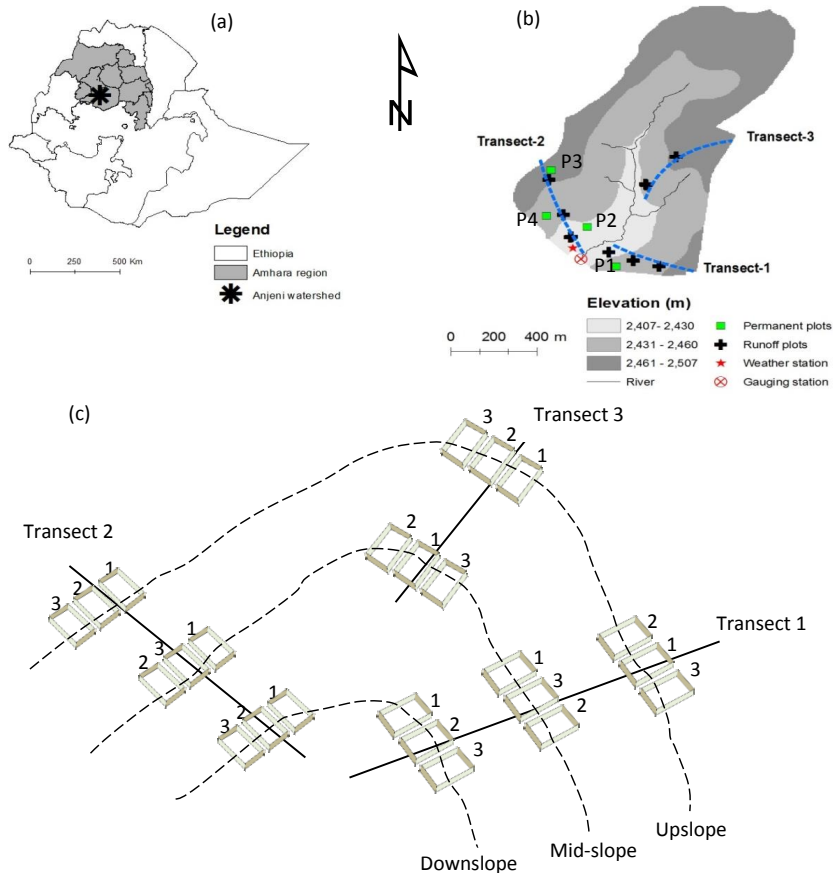 (a)
Legend
Ethiopia
Amhara region
Anjeni watershed
0 250 500 Km
N
(b)
Transect-2
Transect-3
P3
P4
P2
P1
Transect-1
Elevation (m)
2,407- 2,430
2,431 - 2,460
2,461 - 2,507
River
Permanent plots
Runoff plots
Weather station
Gauging station
0 200 400 m
(c)
Transect 3
3
2
1
2
1
3
Transect 2
1
2
3
1
3
2
1
2
3
Transect 1
2
1
3
1
3
2
1
2
3
Upslope
Mid-slope
Downslope